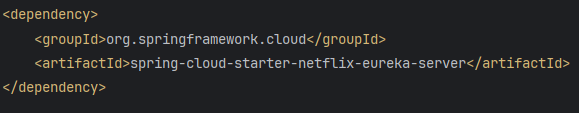 <dependency>
    <groupId>org.springframework.cloud</groupId>
    <artifactId>spring-cloud-starter-netflix-eureka-server</artifactId>
</dependency>